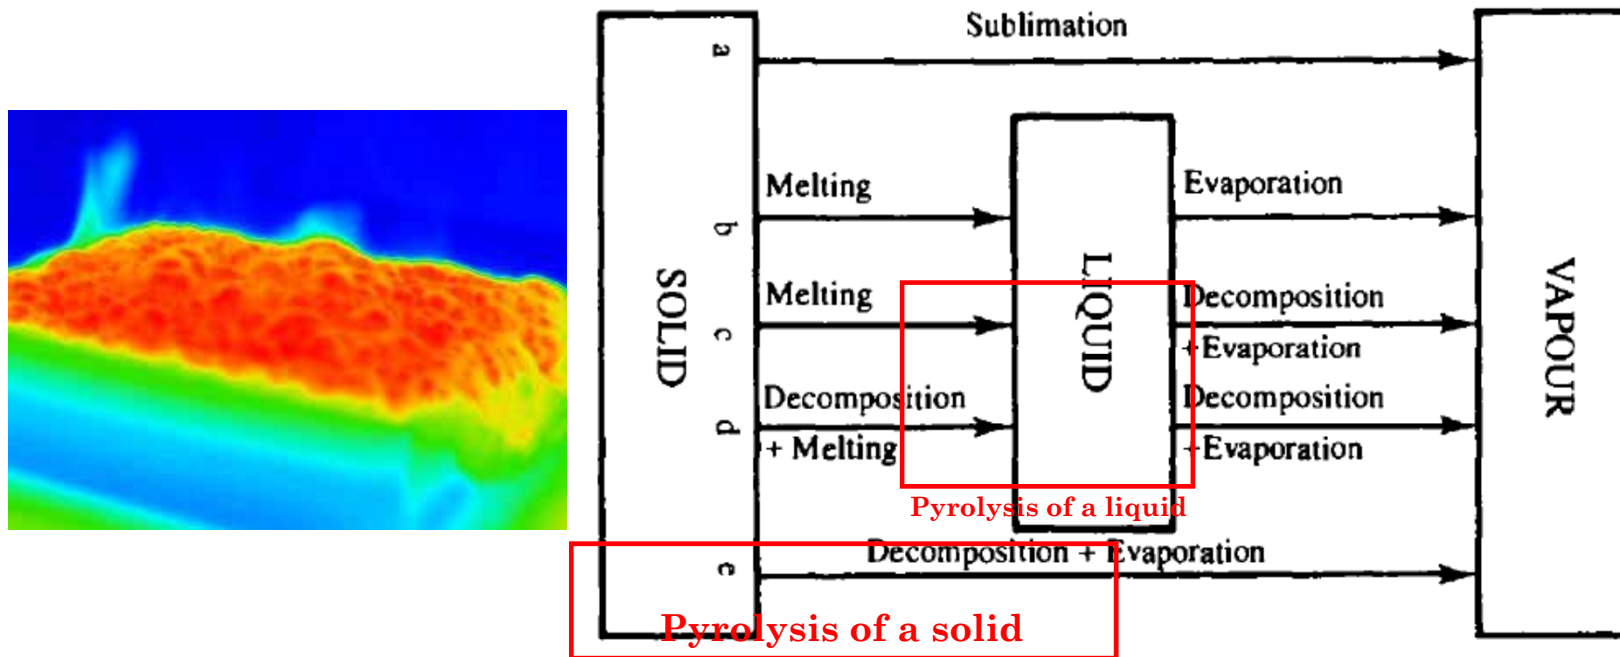 Sublimation
a
Melting
Evaporation
b
Melting
Decomposition
c
+Evaporation
Decomposition
Decomposition
d
+ Melting
+Evaporation
SOLID
LIQUID
VAPOUR
Pyrolysis of a liquid
Decomposition + Evaporation
e
Pyrolysis of a solid